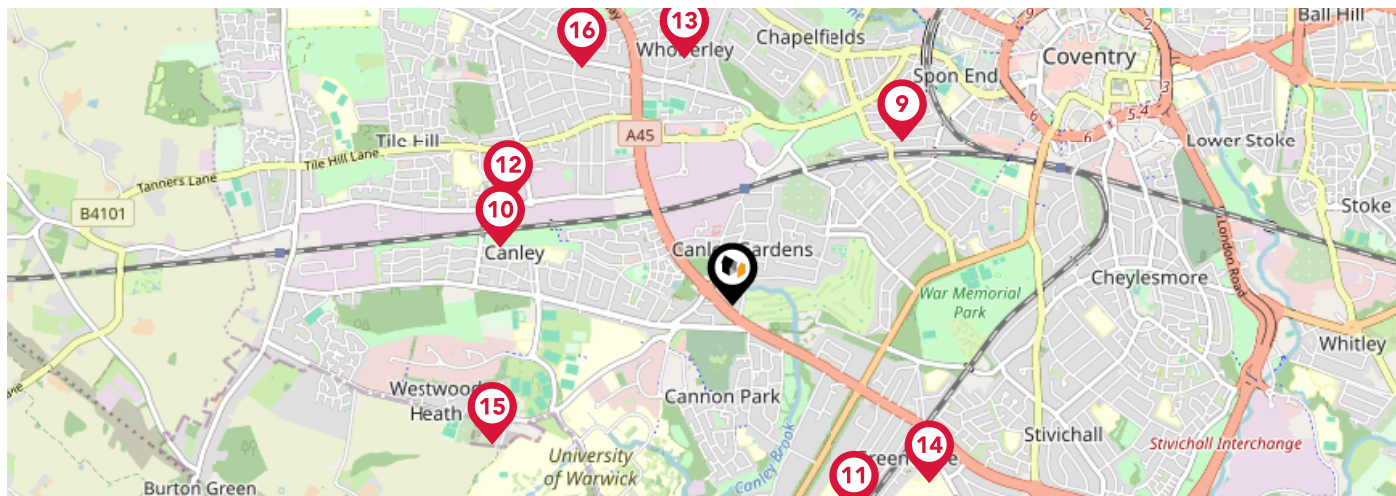 16
13
Whoberley
Chapelfields
9
2
Ball Hill
Coventry
Spon End
3
9
6
5.4
6
A45
Lower Stoke
Tile Hill
Tile Hill Lane
Tanners Lane
12
B4101
10
Stoke
Canley
Canley Gardens
London Road
Cheylesmore
War Memorial
Park
Whitley
Westwood
Heath
15
Cannon Park
Canley Brook
Stivichall
Stivichall Interchange
14
11
University
of Warwick
Burton Green